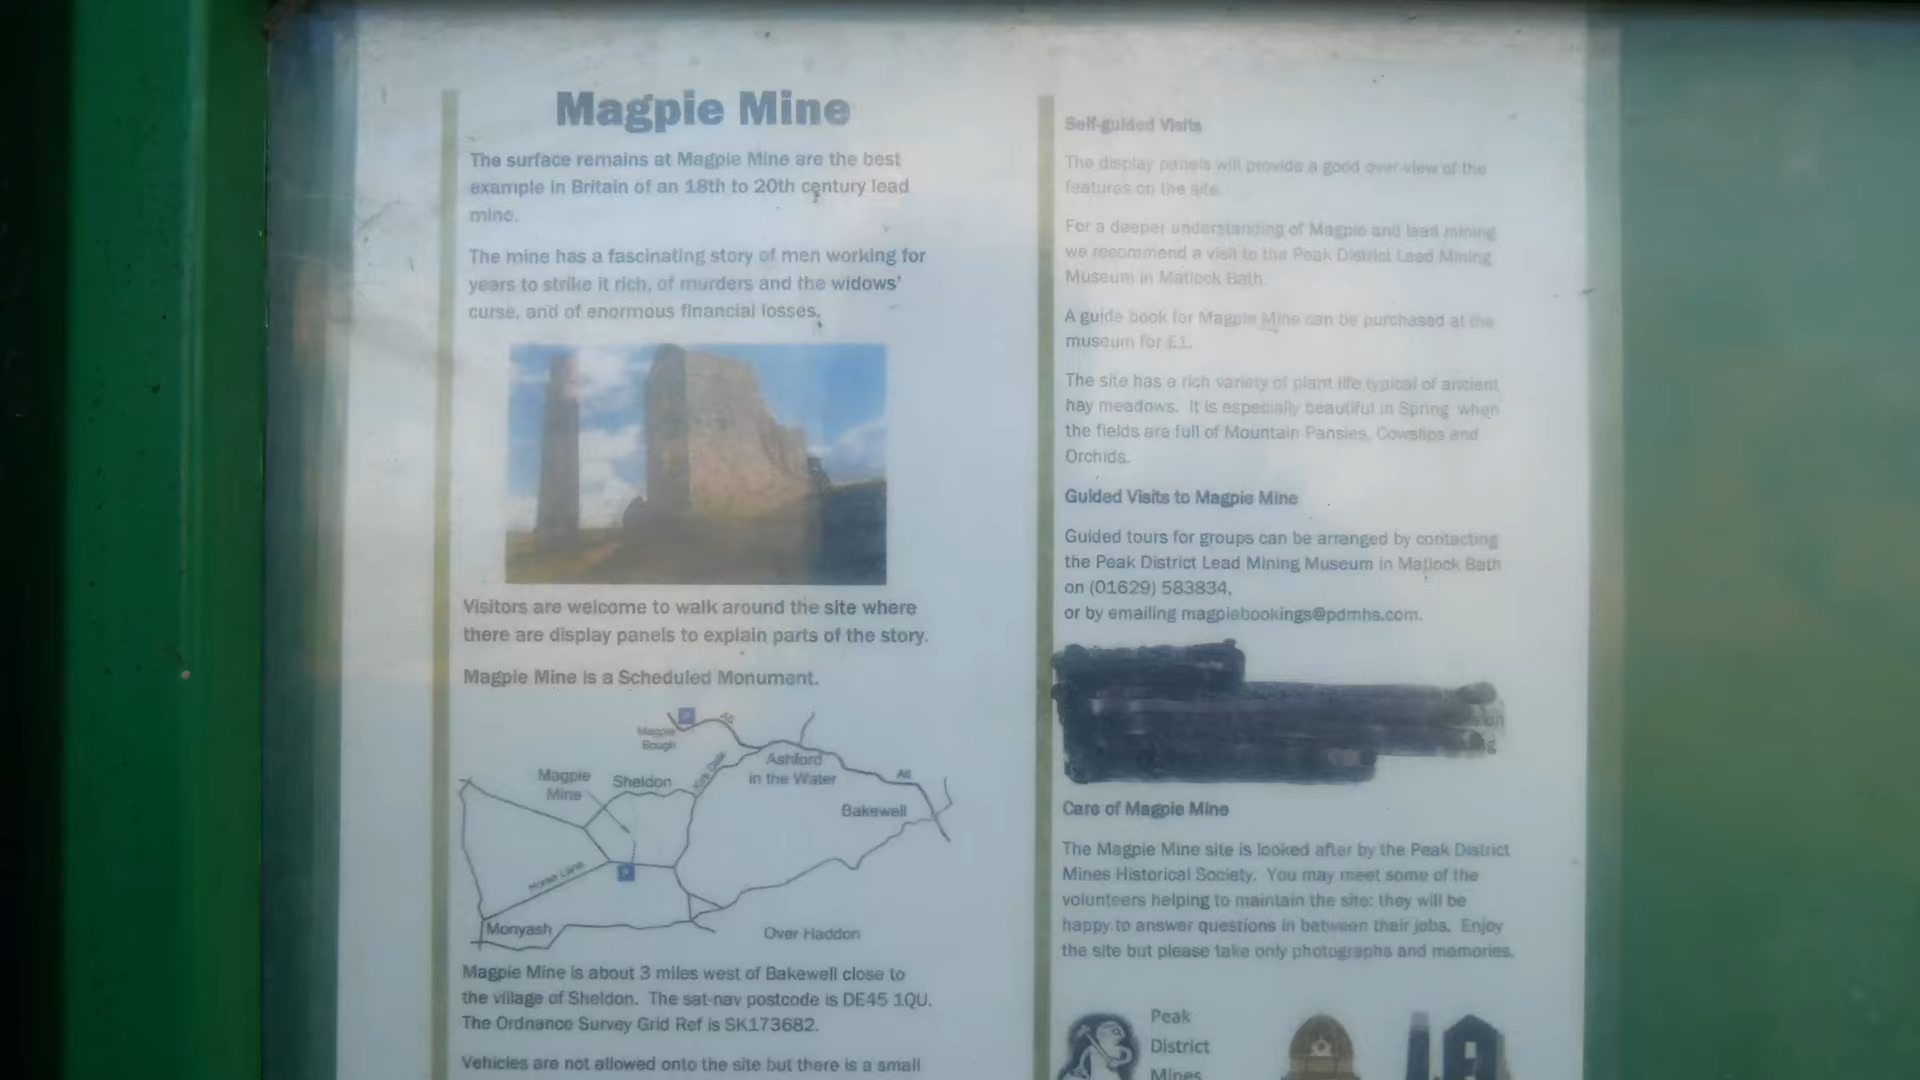 Magpie Mine
The surface remains at Magpie Mine are the best
example in Britain of an 18th to 20th century lead
mine.
The mine has a fascinating story of men working for
years to strike it rich, of murders and the widows'
curse, and of enormous financial losses.
Visitors are welcome to walk around the site where
there are display panels to explain parts of the story.
Magpie Mine is a Scheduled Monument.
P
A6
Magpie
Sough
Kirk Dale
Ashford
in the Water
A6
Magpie
Mine
Sheldon
Bakewell
P
Horse Lane
Monyash
Over Haddon
Magpie Mine is about 3 miles west of Bakewell close to
the village of Sheldon. The sat-nav postcode is DE45 1QU.
The Ordnance Survey Grid Ref is SK173682.
Vehicles are not allowed onto the site but there is a small
Self-guided Visits
The display panels will provide a good over-view of the
features on the site.
For a deeper understanding of Magpie and lead mining
we recommend a visit to the Peak District Lead Mining
Museum in Matlock Bath.
A guide book for Magpie Mine can be purchased at the
museum for £1.
The site has a rich variety of plant life typical of ancient
hay meadows. It is especially beautiful in Spring when
the fields are full of Mountain Pansies, Cowslips and
Orchids.
Guided Visits to Magpie Mine
Guided tours for groups can be arranged by contacting
the Peak District Lead Mining Museum in Matlock Bath
on (01629) 583834,
or by emailing magpiebookings@pdmhs.com.
Care of Magpie Mine
The Magpie Mine site is looked after by the Peak District
Mines Historical Society. You may meet some of the
volunteers helping to maintain the site: they will be
happy to answer questions in between their jobs. Enjoy
the site but please take only photographs and memories.
Peak
District
Mines